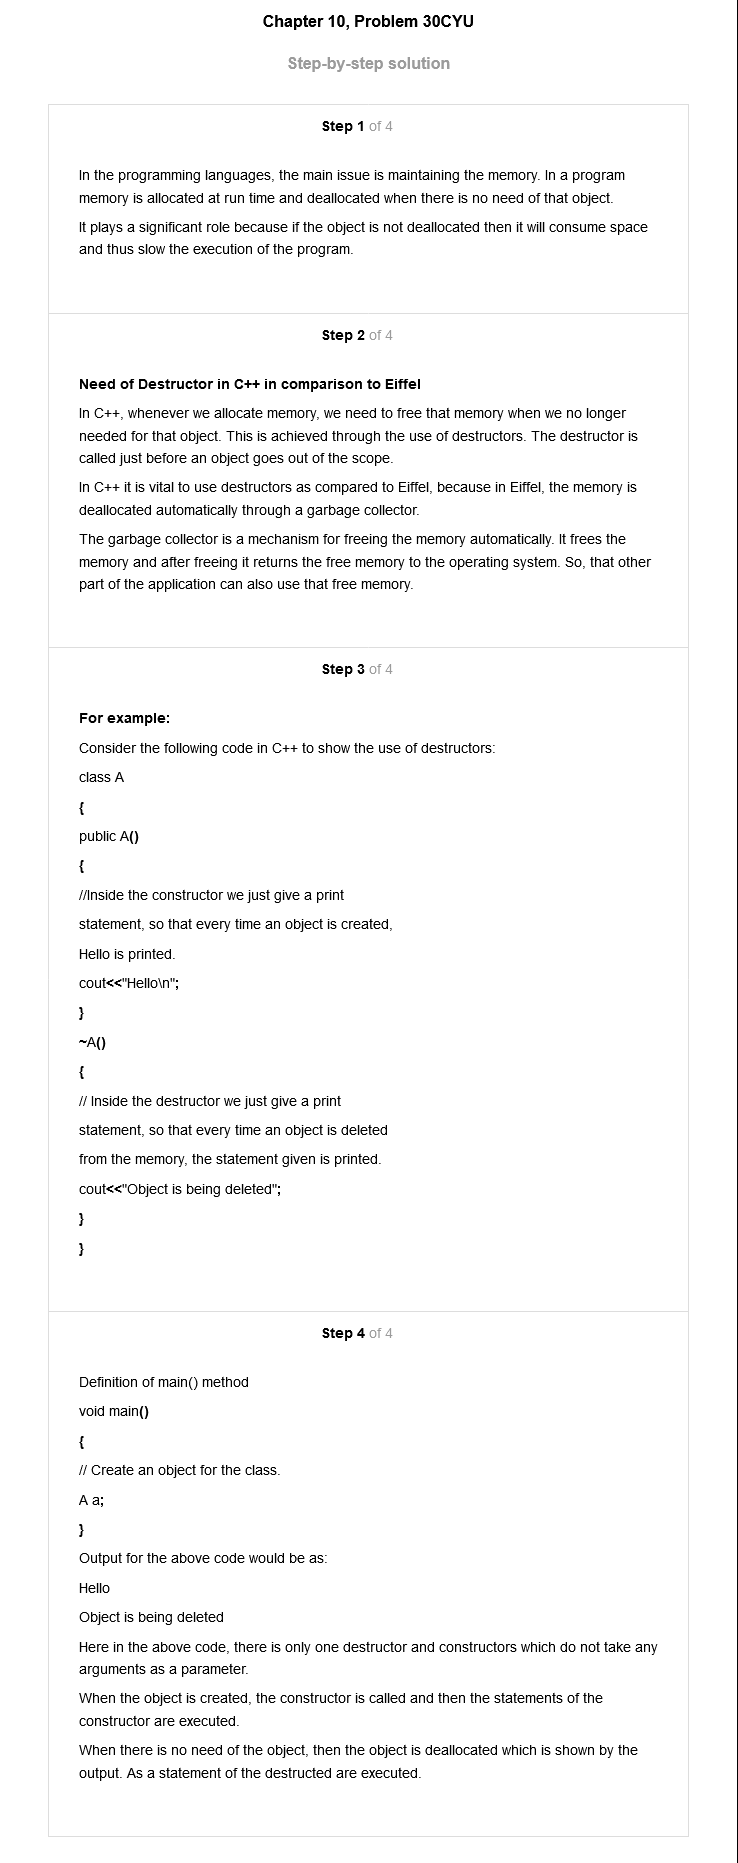 Chapter 10, Problem 30CYU
Step-by-step solution
Step 1 of 4
In the programming languages, the main issue is maintaining the memory. In a program
memory is allocated at run time and deallocated when there is no need of that object.
It plays a significant role because if the object is not deallocated then it will consume space
and thus slow the execution of the program.
Step 2 of 4
Need of Destructor in C++ in comparison to Eiffel
In C++, whenever we allocate memory, we need to free that memory when we no longer
needed for that object. This is achieved through the use of destructors. The destructor is
called just before an object goes out of the scope.
In C++ it is vital to use destructors as compared to Eiffel, because in Eiffel, the memory is
deallocated automatically through a garbage collector.
The garbage collector is a mechanism for freeing the memory automatically. It frees the
memory and after freeing it returns the free memory to the operating system. So, that other
part of the application can also use that free memory.
Step 3 of 4
For example:
Consider the following code in C++ to show the use of destructors:
class A
{
public A()
{
//Inside the constructor we just give a print
statement, so that every time an object is created,
Hello is printed.
cout<<"Hello\n";
}
~A()
{
// Inside the destructor we just give a print
statement, so that every time an object is deleted
from the memory, the statement given is printed.
cout<<"Object is being deleted";
}
}
Step 4 of 4
Definition of main() method
void main()
{
// Create an object for the class.
A a;
}
Output for the above code would be as:
Hello
Object is being deleted
Here in the above code, there is only one destructor and constructors which do not take any
arguments as a parameter.
When the object is created, the constructor is called and then the statements of the
constructor are executed.
When there is no need of the object, then the object is deallocated which is shown by the
output. As a statement of the destructed are executed.